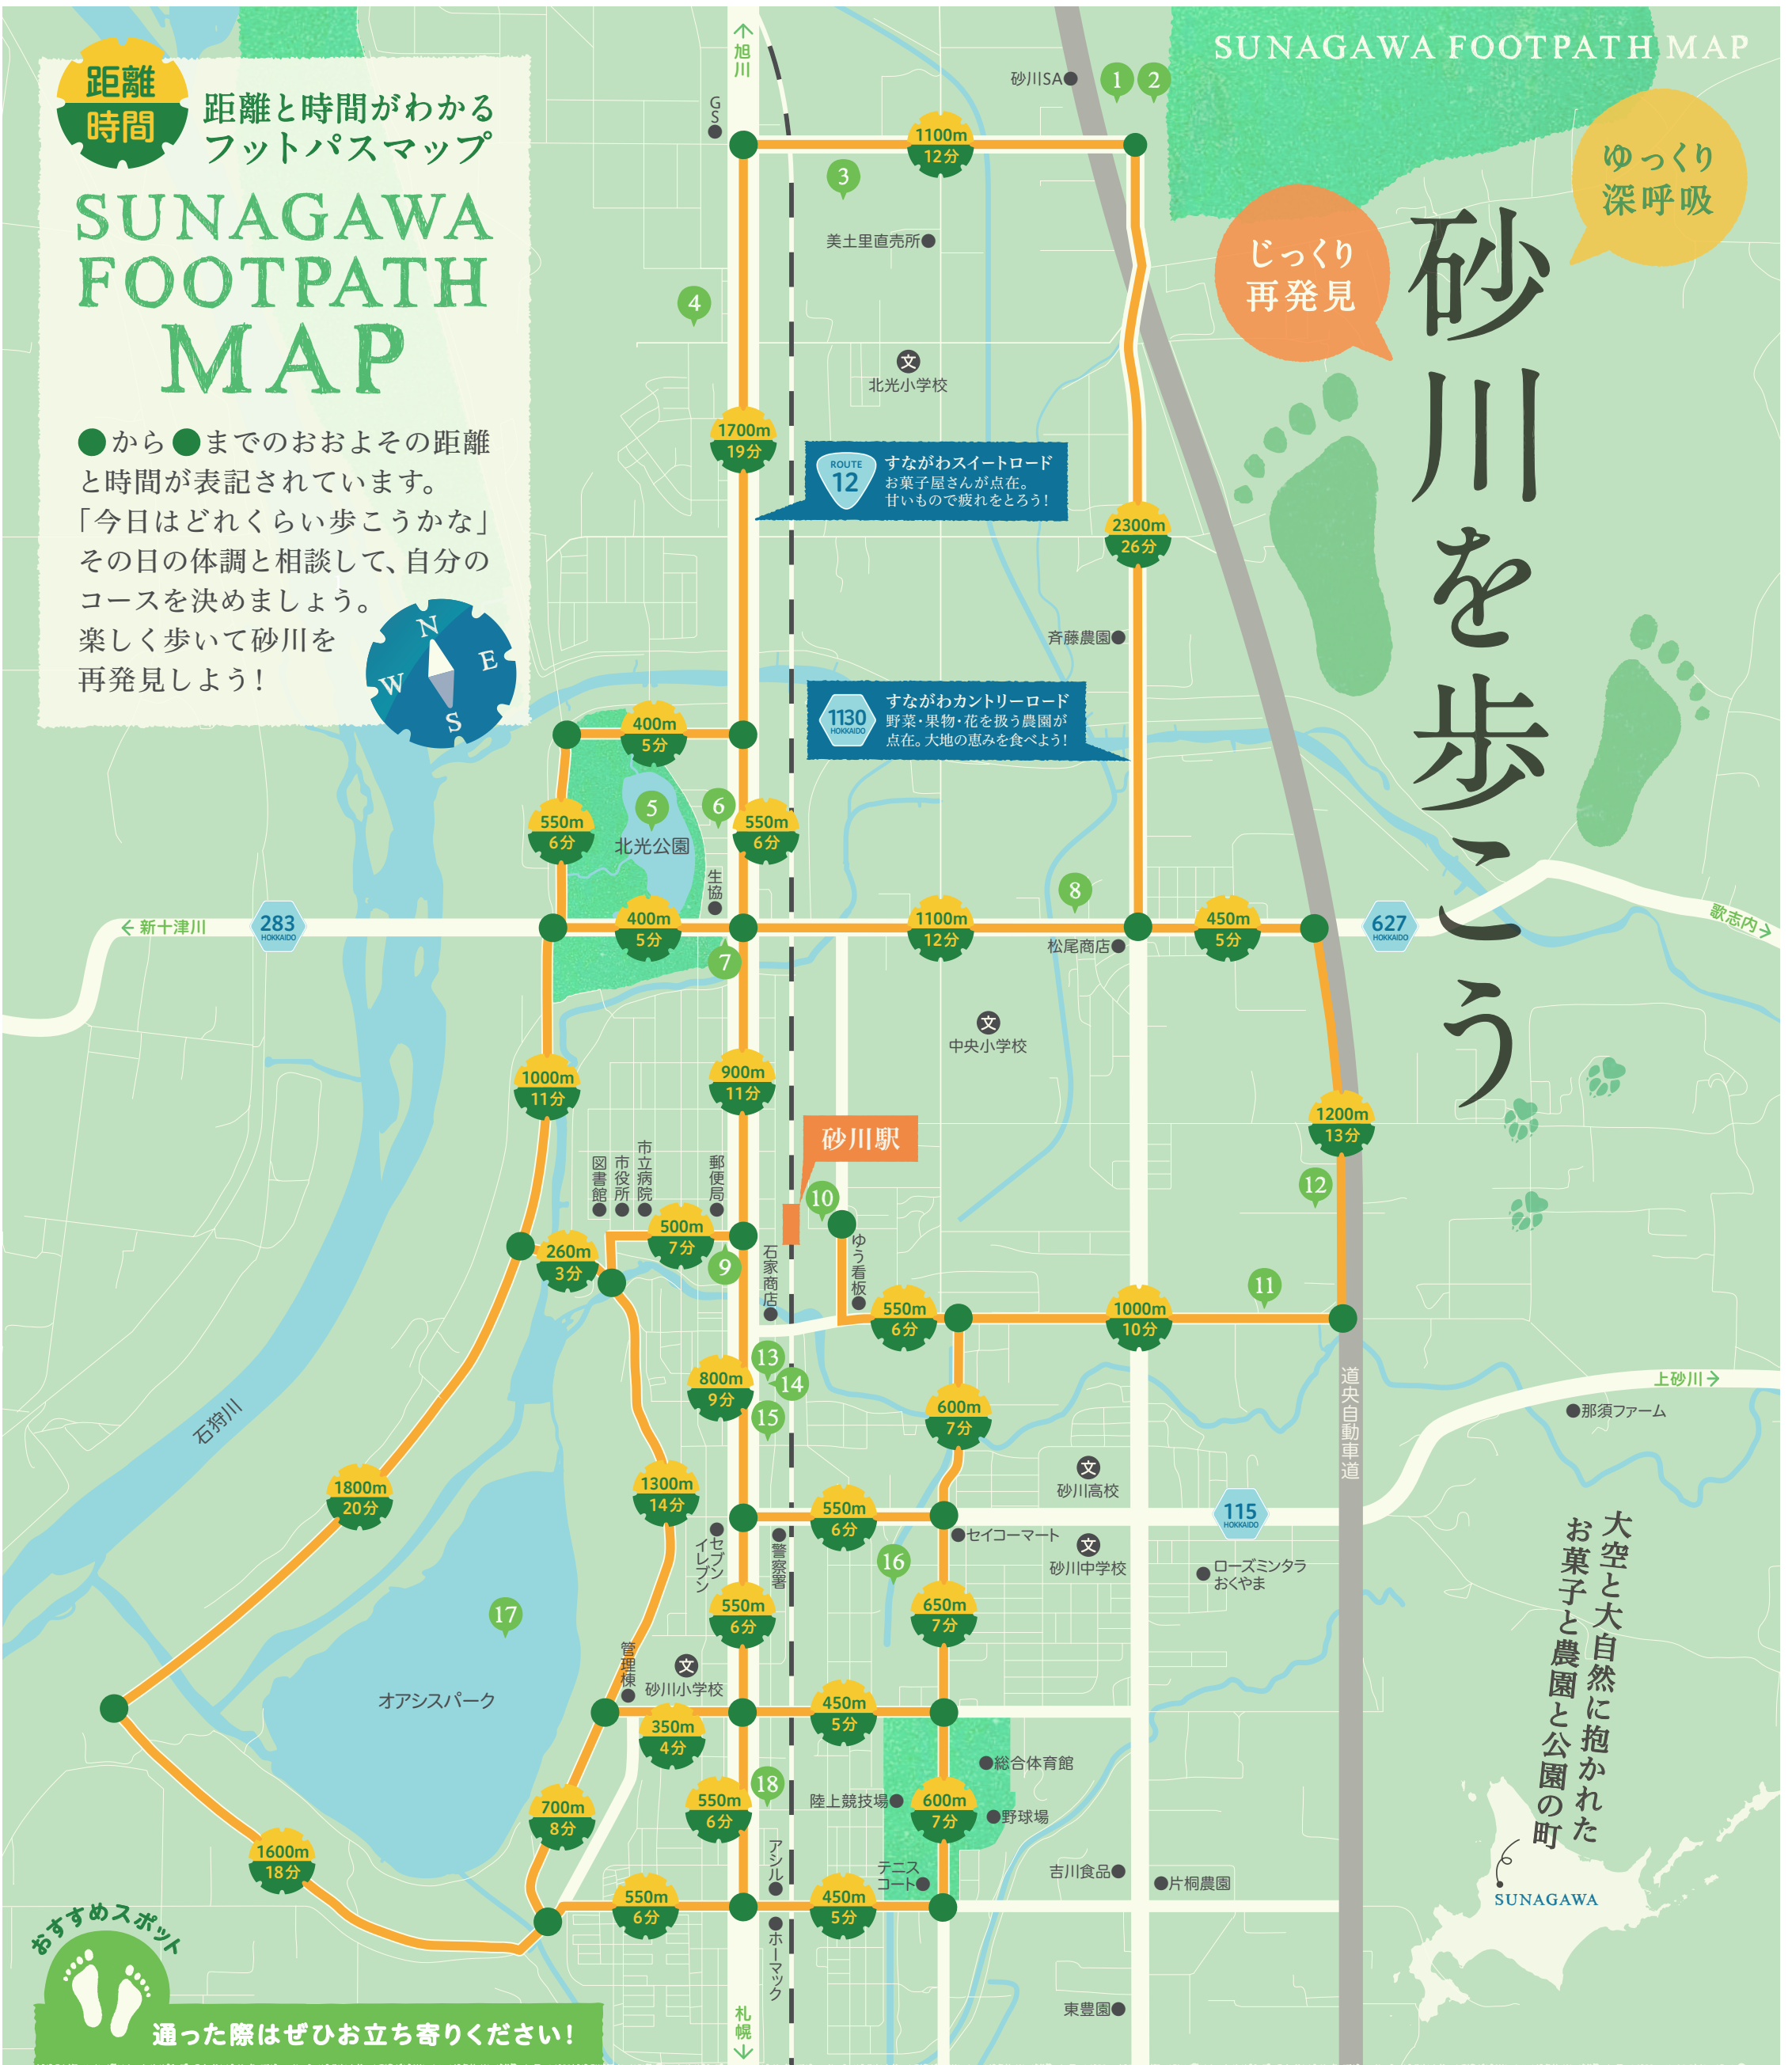 SUNAGAWA FOOTPATH MAP
距離
時間
距離と時間がわかる
フットパスマップ
SUNAGAWA
FOOTPATH
MAP
●から●までのおおよその距離
と時間が表記されています。
「今日はどれくらい歩こうかな」
その日の体調と相談して、自分の
コースを決めましょう。
楽しく歩いて砂川を
再発見しよう!
N
E
W
S
ゆっくり
深呼吸
じっくり
再発見
砂川を歩こう
↑旭川
GS
砂川SA
1
2
1100m
12分
3
美土里直売所
4
文
北光小学校
1700m
19分
ROUTE
12
すながわスイートロード
お菓子屋さんが点在。
甘いもので疲れをとろう!
2300m
26分
斉藤農園
1130
HOKKAIDO
すながわカントリーロード
野菜・果物・花を扱う農園が
点在。大地の恵みを食べよう!
400m
5分
550m
6分
5
北光公園
6
550m
6分
生協
8
←新十津川
283
HOKKAIDO
400m
5分
1100m
12分
450m
5分
627
HOKKAIDO
歌志内→
7
松尾商店
文
中央小学校
1000m
11分
900m
11分
1200m
13分
砂川駅
図書館
市役所
市立病院
郵便局
10
12
500m
7分
260m
3分
9
石家商店
ゆう看板
11
550m
6分
1000m
10分
13
14
15
800m
9分
600m
7分
道央自動車道
上砂川→
那須ファーム
石狩川
1800m
20分
1300m
14分
文
砂川高校
550m
6分
115
HOKKAIDO
セブン
イレブン
警察署
セイコーマート
16
文
砂川中学校
ローズミンタラ
おくやま
17
550m
6分
650m
7分
管理棟
文
砂川小学校
オアシスパーク
350m
4分
450m
5分
総合体育館
18
陸上競技場
野球場
700m
8分
550m
6分
600m
7分
1600m
18分
アシル
テニス
コート
吉川食品
片桐農園
550m
6分
450m
5分
ホーマック
東豊園
札幌↓
大空と大自然に抱かれた
お菓子と農園と公園の町
SUNAGAWA
おすすめスポット
通った際はぜひお立ち寄りください!